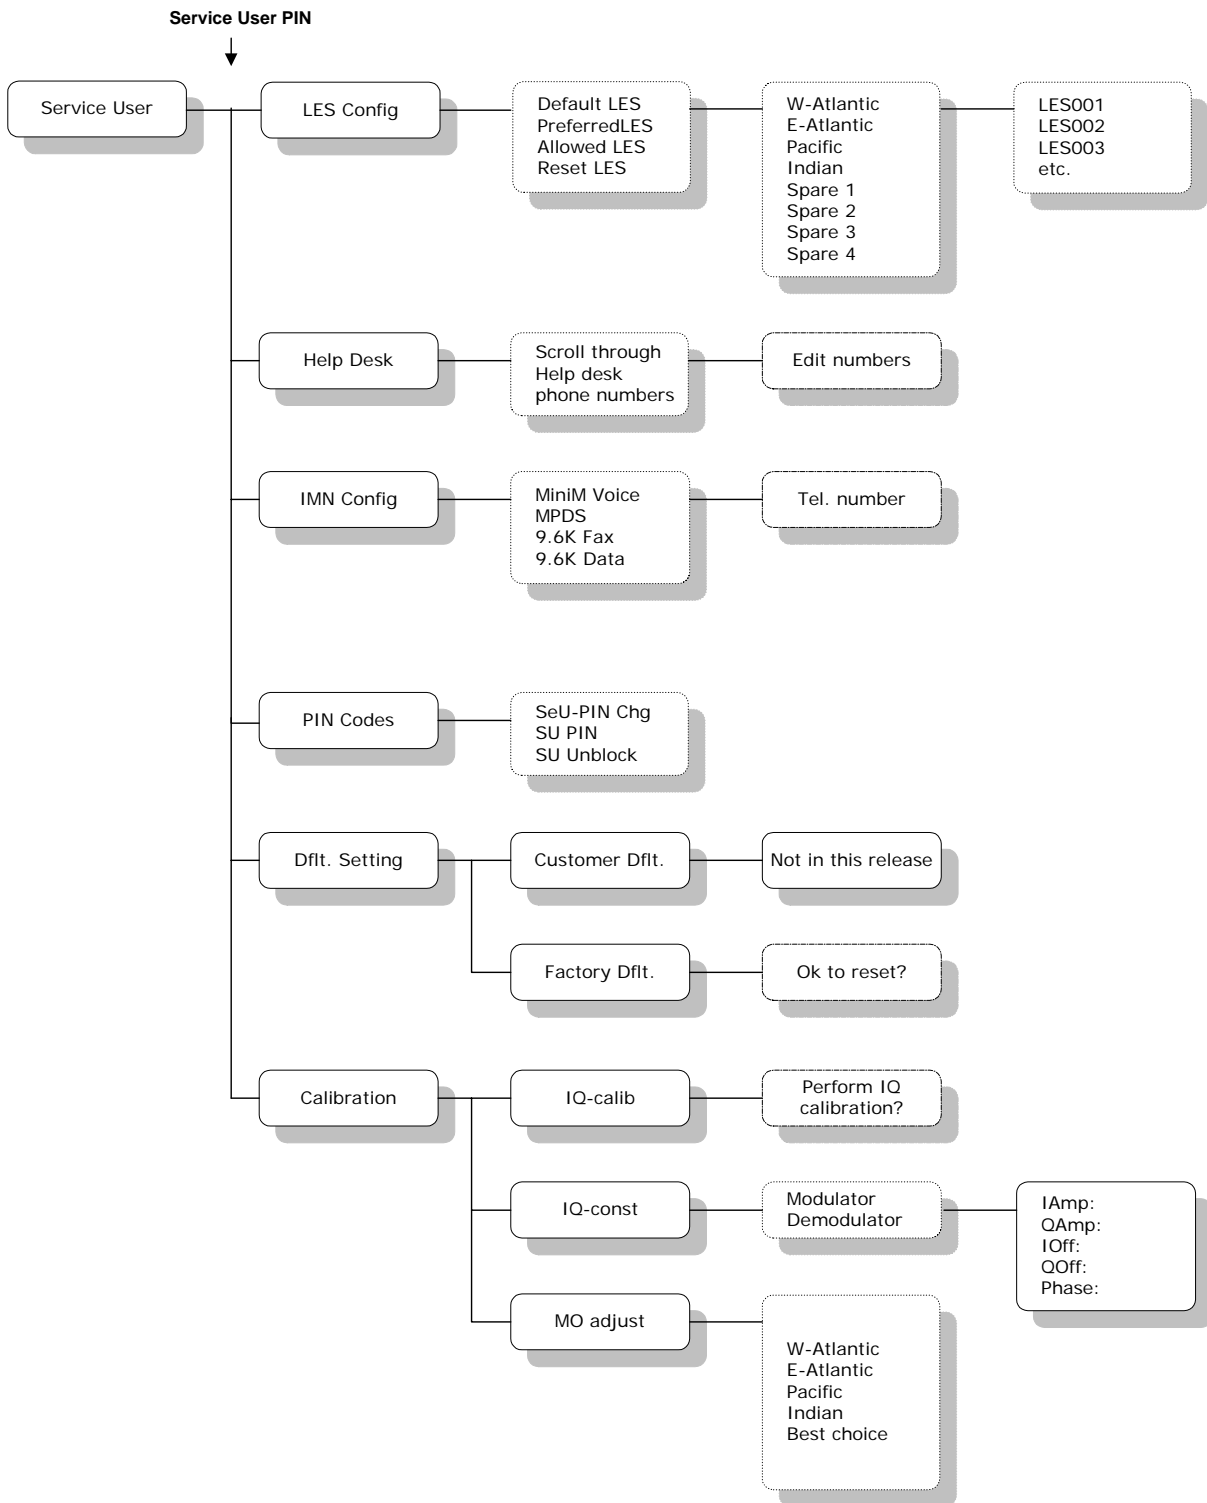 Service User PIN
Service User
LES Config
Default LES
PreferredLES
Allowed LES
Reset LES
W-Atlantic
E-Atlantic
Pacific
Indian
Spare 1
Spare 2
Spare 3
Spare 4
LES001
LES002
LES003
etc.
Help Desk
Scroll through
Help desk
phone numbers
Edit numbers
IMN Config
MiniM Voice
MPDS
9.6K Fax
9.6K Data
Tel. number
PIN Codes
SeU-PIN Chg
SU PIN
SU Unblock
Dflt. Setting
Customer Dflt.
Not in this release
Factory Dflt.
Ok to reset?
Calibration
IQ-calib
Perform IQ
calibration?
IQ-const
Modulator
Demodulator
IAmp:
QAmp:
IOff:
QOff:
Phase:
MO adjust
W-Atlantic
E-Atlantic
Pacific
Indian
Best choice